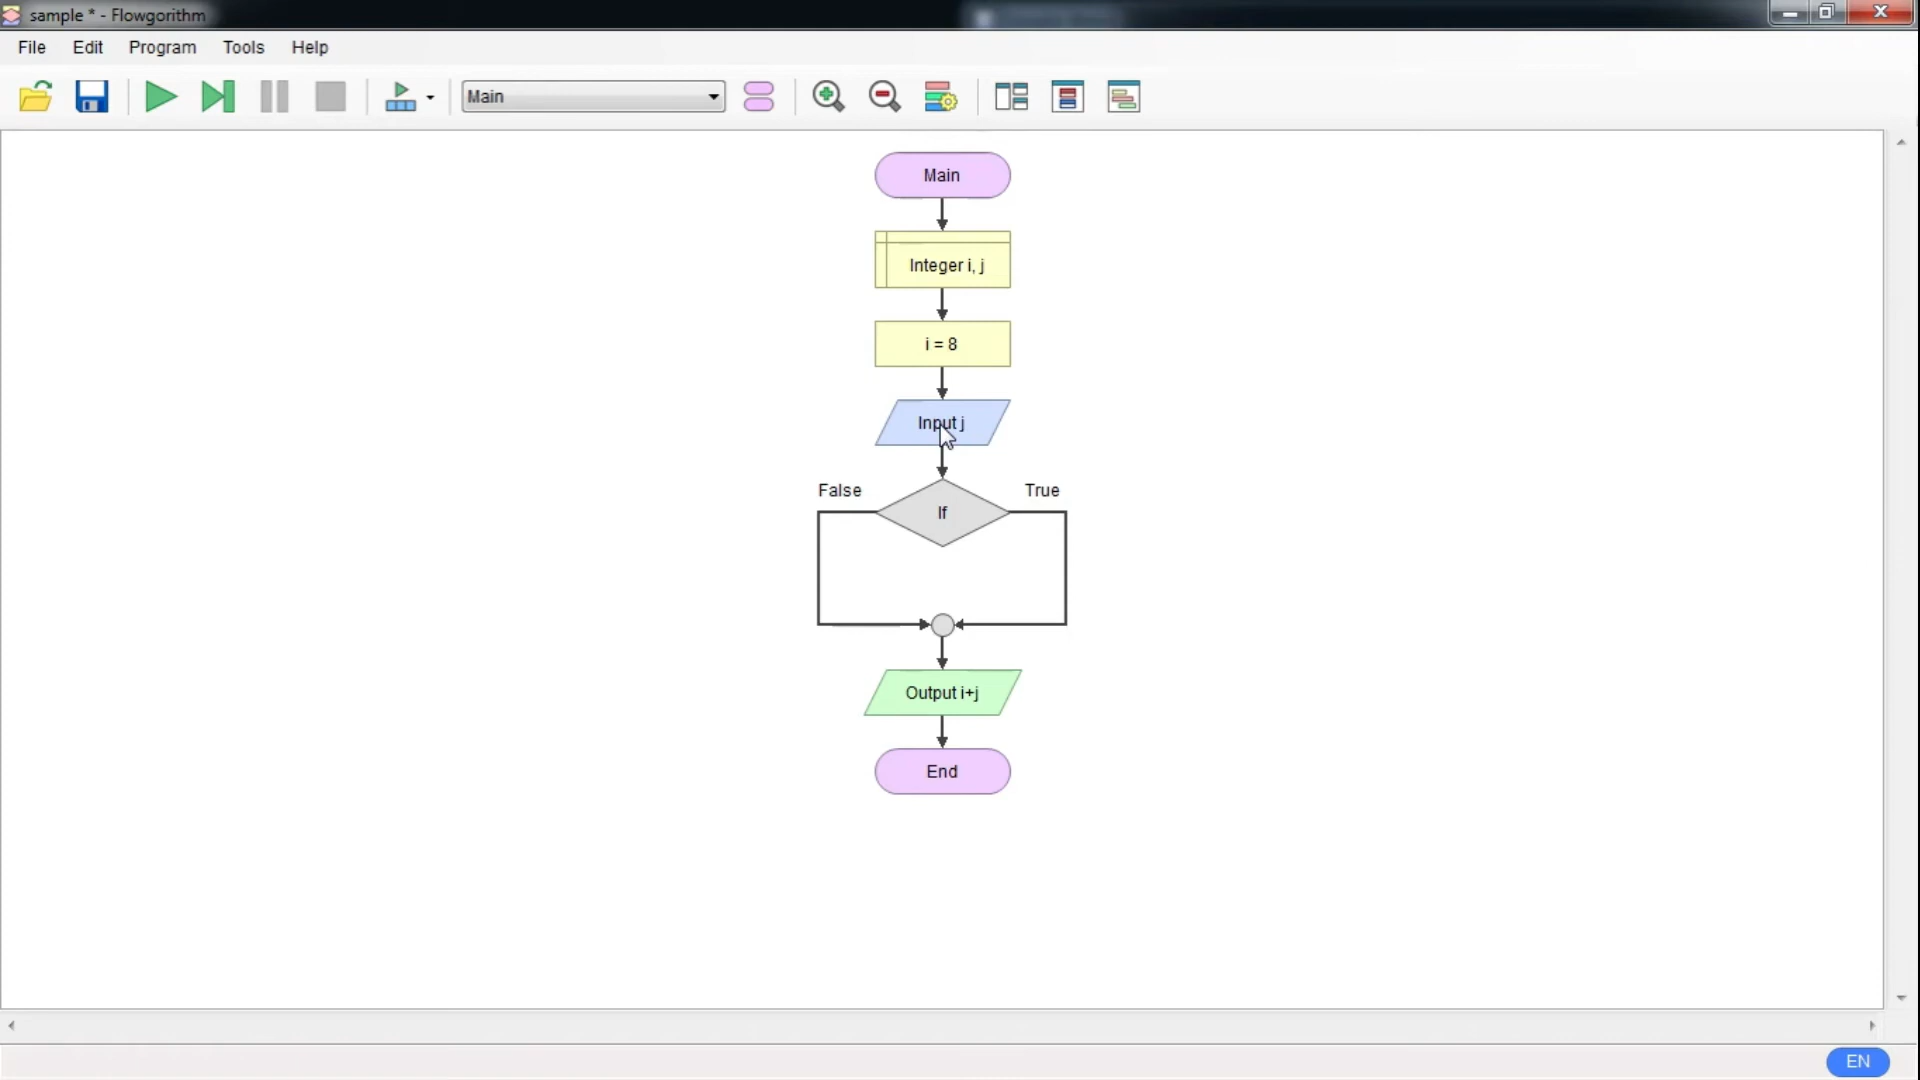 sample * - Flowgorithm
File Edit Program Tools Help
Main
Main
Integer i, j
i = 8
Input j
False True
If
Output i+j
End
EN